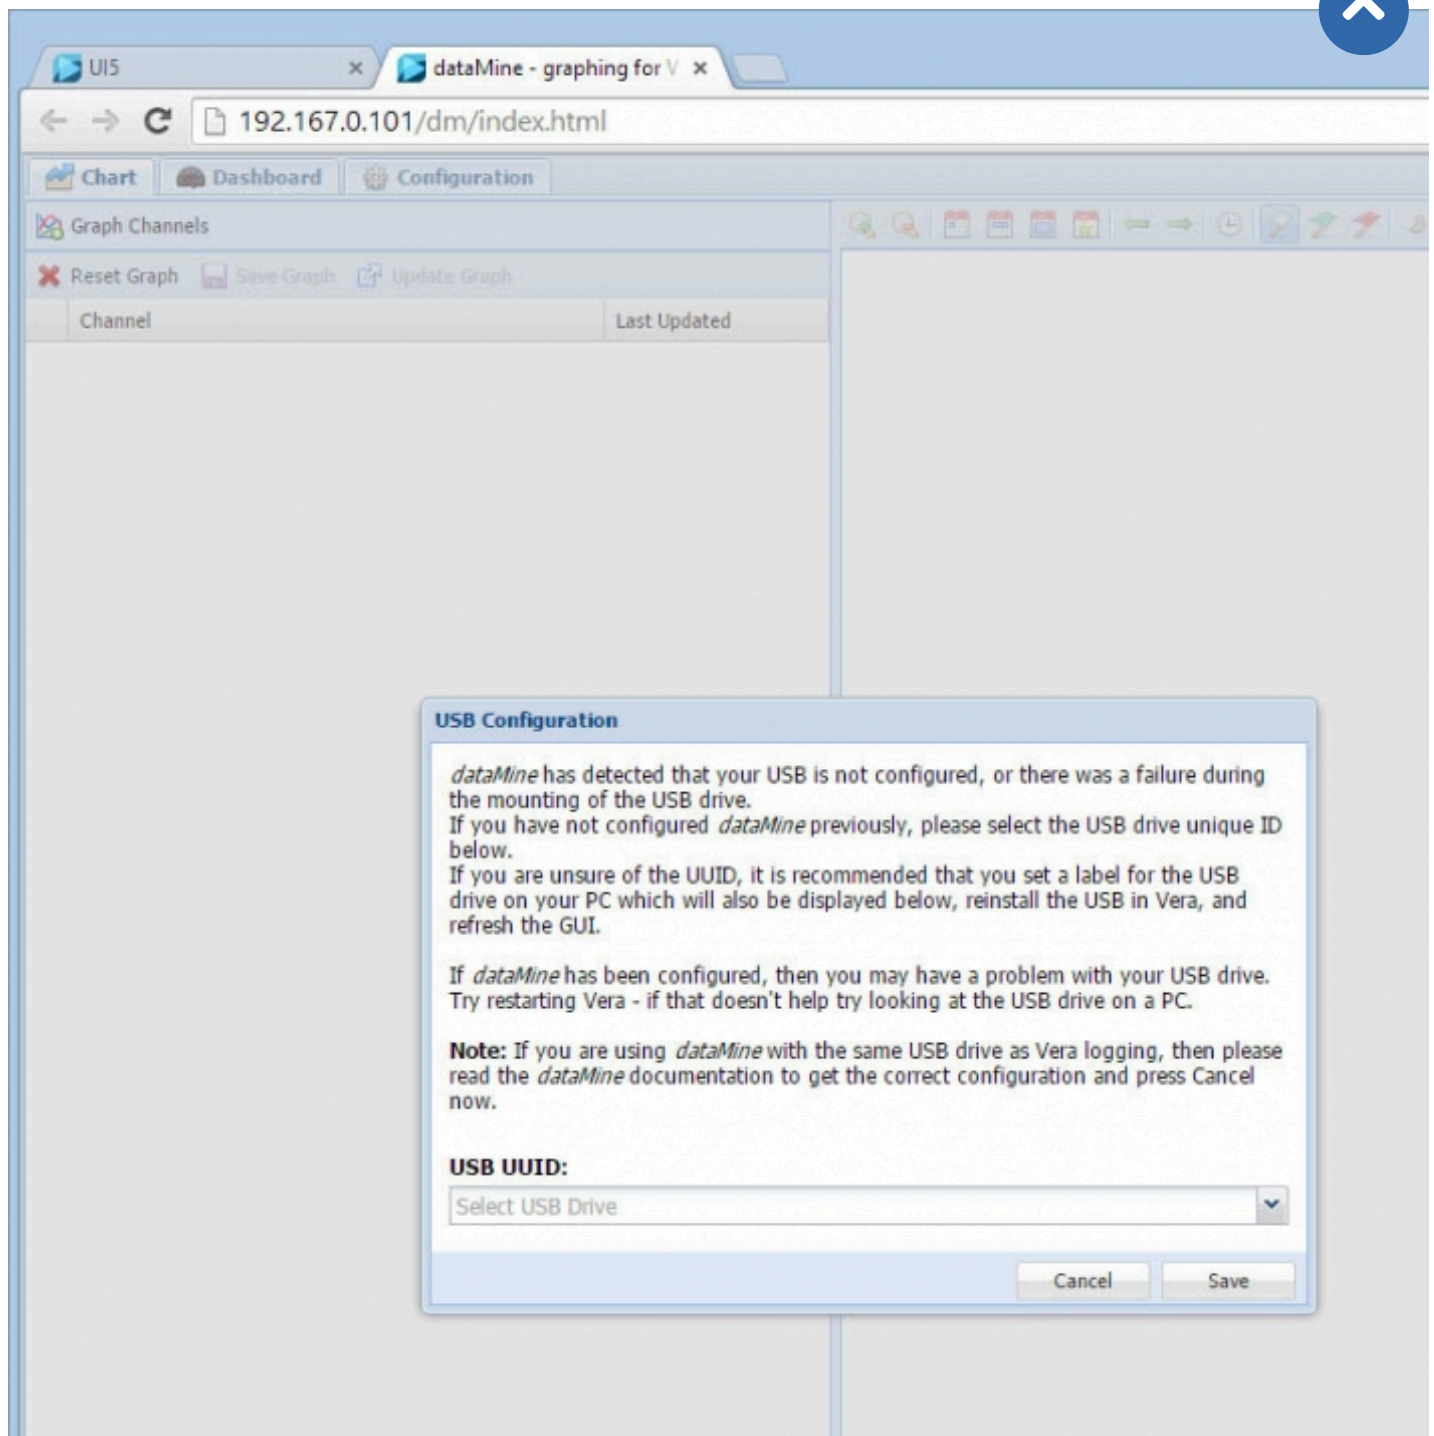 UI5
dataMine - graphing for V
192.167.0.101/dm/index.html
Chart Dashboard Configuration
Graph Channels
Reset Graph Save Graph Update Graph
Channel Last Updated
USB Configuration
dataMine has detected that your USB is not configured, or there was a failure during
the mounting of the USB drive.
If you have not configured dataMine previously, please select the USB drive unique ID
below.
If you are unsure of the UUID, it is recommended that you set a label for the USB
drive on your PC which will also be displayed below, reinstall the USB in Vera, and
refresh the GUI.
If dataMine has been configured, then you may have a problem with your USB drive.
Try restarting Vera - if that doesn't help try looking at the USB drive on a PC.
Note: If you are using dataMine with the same USB drive as Vera logging, then please
read the dataMine documentation to get the correct configuration and press Cancel
now.
USB UUID:
Select USB Drive
Cancel Save